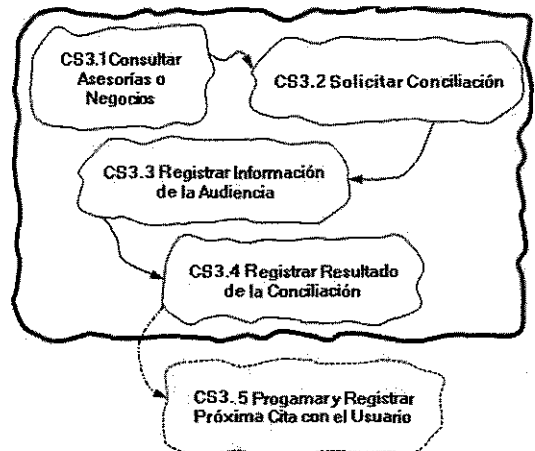 CS3.1 Consultar
Asesorías o
Negocios
CS3.2 Solicitar Conciliación
CS3.3 Registrar Información
de la Audiencia
CS3.4 Registrar Resultado
de la Conciliación
CS3..5 Progamar y Registrar
Próxima Cita con el Usuario